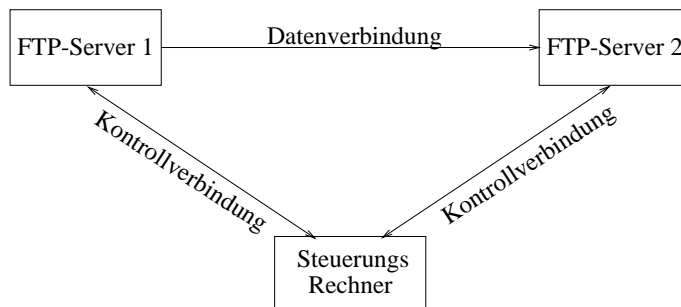 FTP-Server 1
Datenverbindung
FTP-Server 2
Kontrollverbindung
Kontrollverbindung
Steuerungs
Rechner